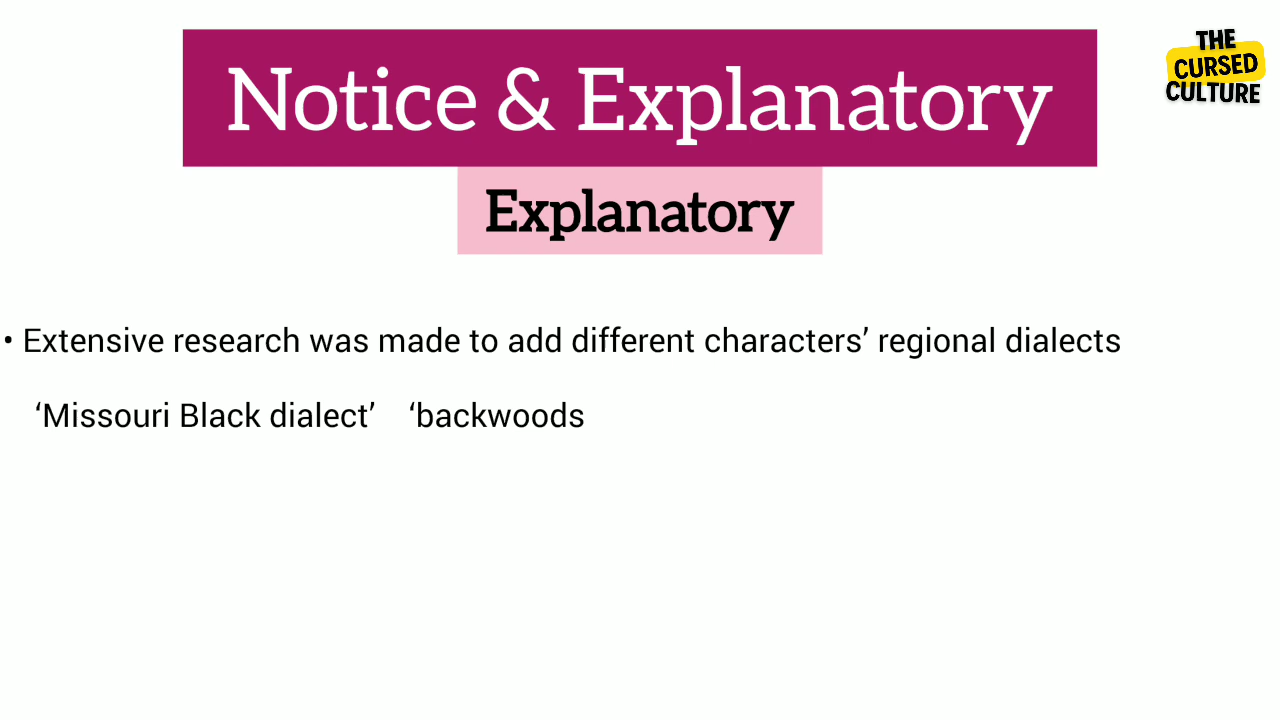 Notice & Explanatory
THE
CURSED
CULTURE
Explanatory
• Extensive research was made to add different characters’ regional dialects
‘Missouri Black dialect’ ‘backwoods